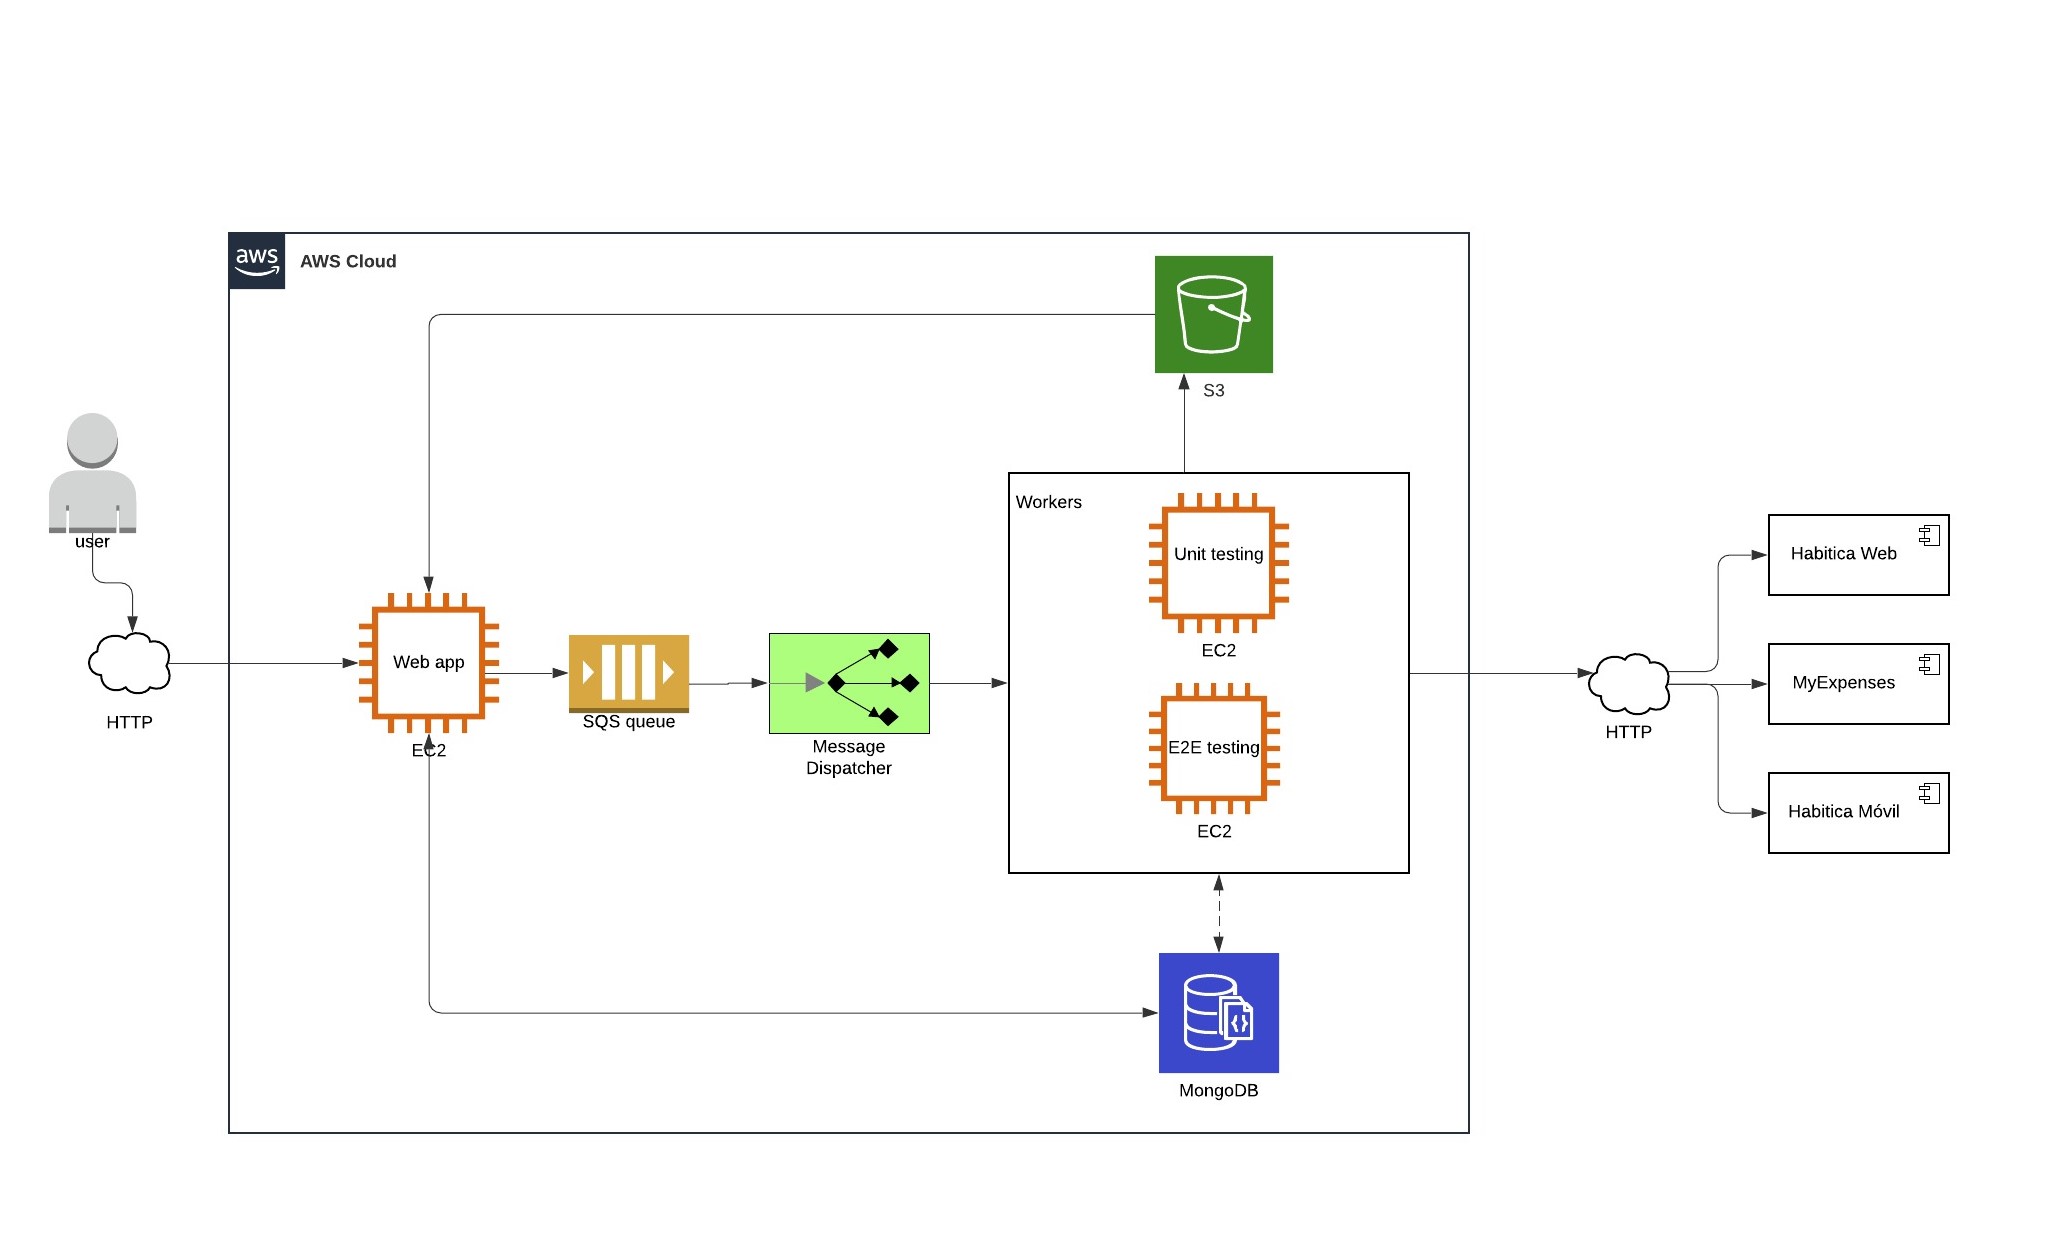 aws
AWS Cloud
S3
user
HTTP
Web app
EC2
SQS queue
Message
Dispatcher
Workers
Unit testing
EC2
E2E testing
EC2
MongoDB
HTTP
Habitica Web
MyExpenses
Habitica Móvil